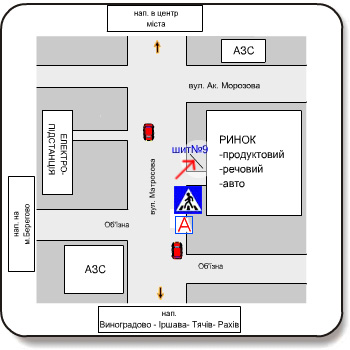 нап. в центр
міста
АЗС
вул. Ак. Морозова
ЕЛЕКТРО-
ПІДСТАНЦІЯ
вул. Матросова
шит№9
РИНОК
-продуктовий
-речовий
-авто
А
нап. на
м.Берегово
Об'їзна
АЗС
Об'їзна
нап.
Виноградово - Іршава- Тячів- Рахів